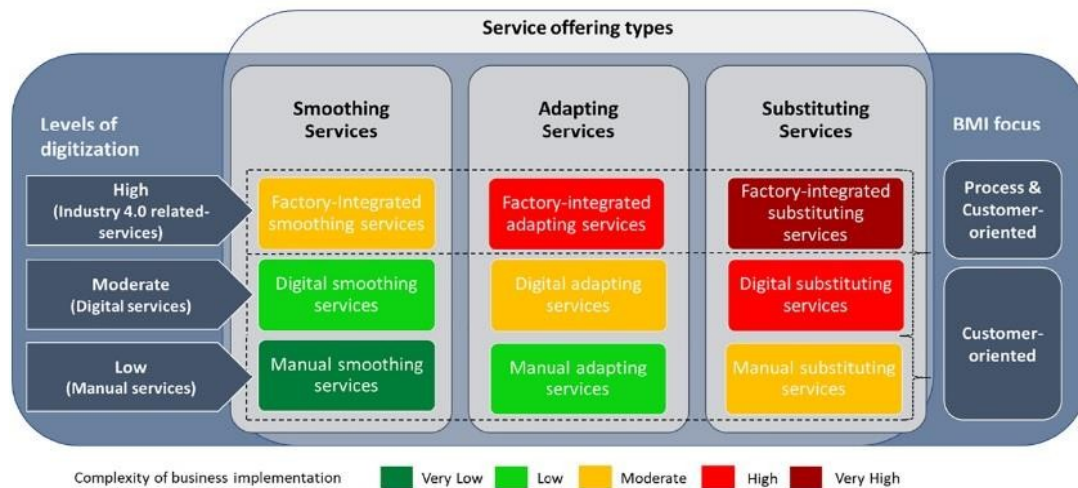 Service offering types
Levels of
digitization
Smoothing
Services
Adapting
Services
Substituting
Services
BMI focus
High
(Industry 4.0 related-
services)
Factory-Integrated
smoothing services
Factory-integrated
adapting services
Factory-integrated
substituting
services
Process &
Customer-
oriented
Moderate
(Digital services)
Digital smoothing
services
Digital adapting
services
Digital substituting
services
Customer-
oriented
Low
(Manual services)
Manual smoothing
services
Manual adapting
services
Manual substituting
services
Complexity of business implementation
Very Low
Low
Moderate
High
Very High